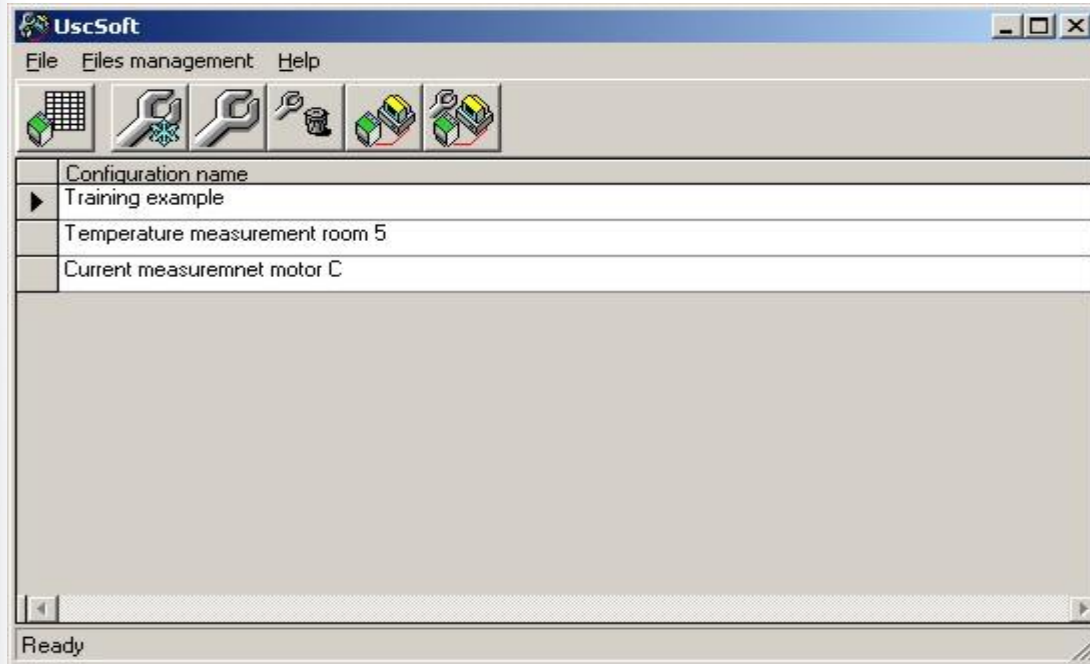 UscSoft
File Files management Help
Configuration name
Training example
Temperature measurement room 5
Current measuremnet motor C
Ready